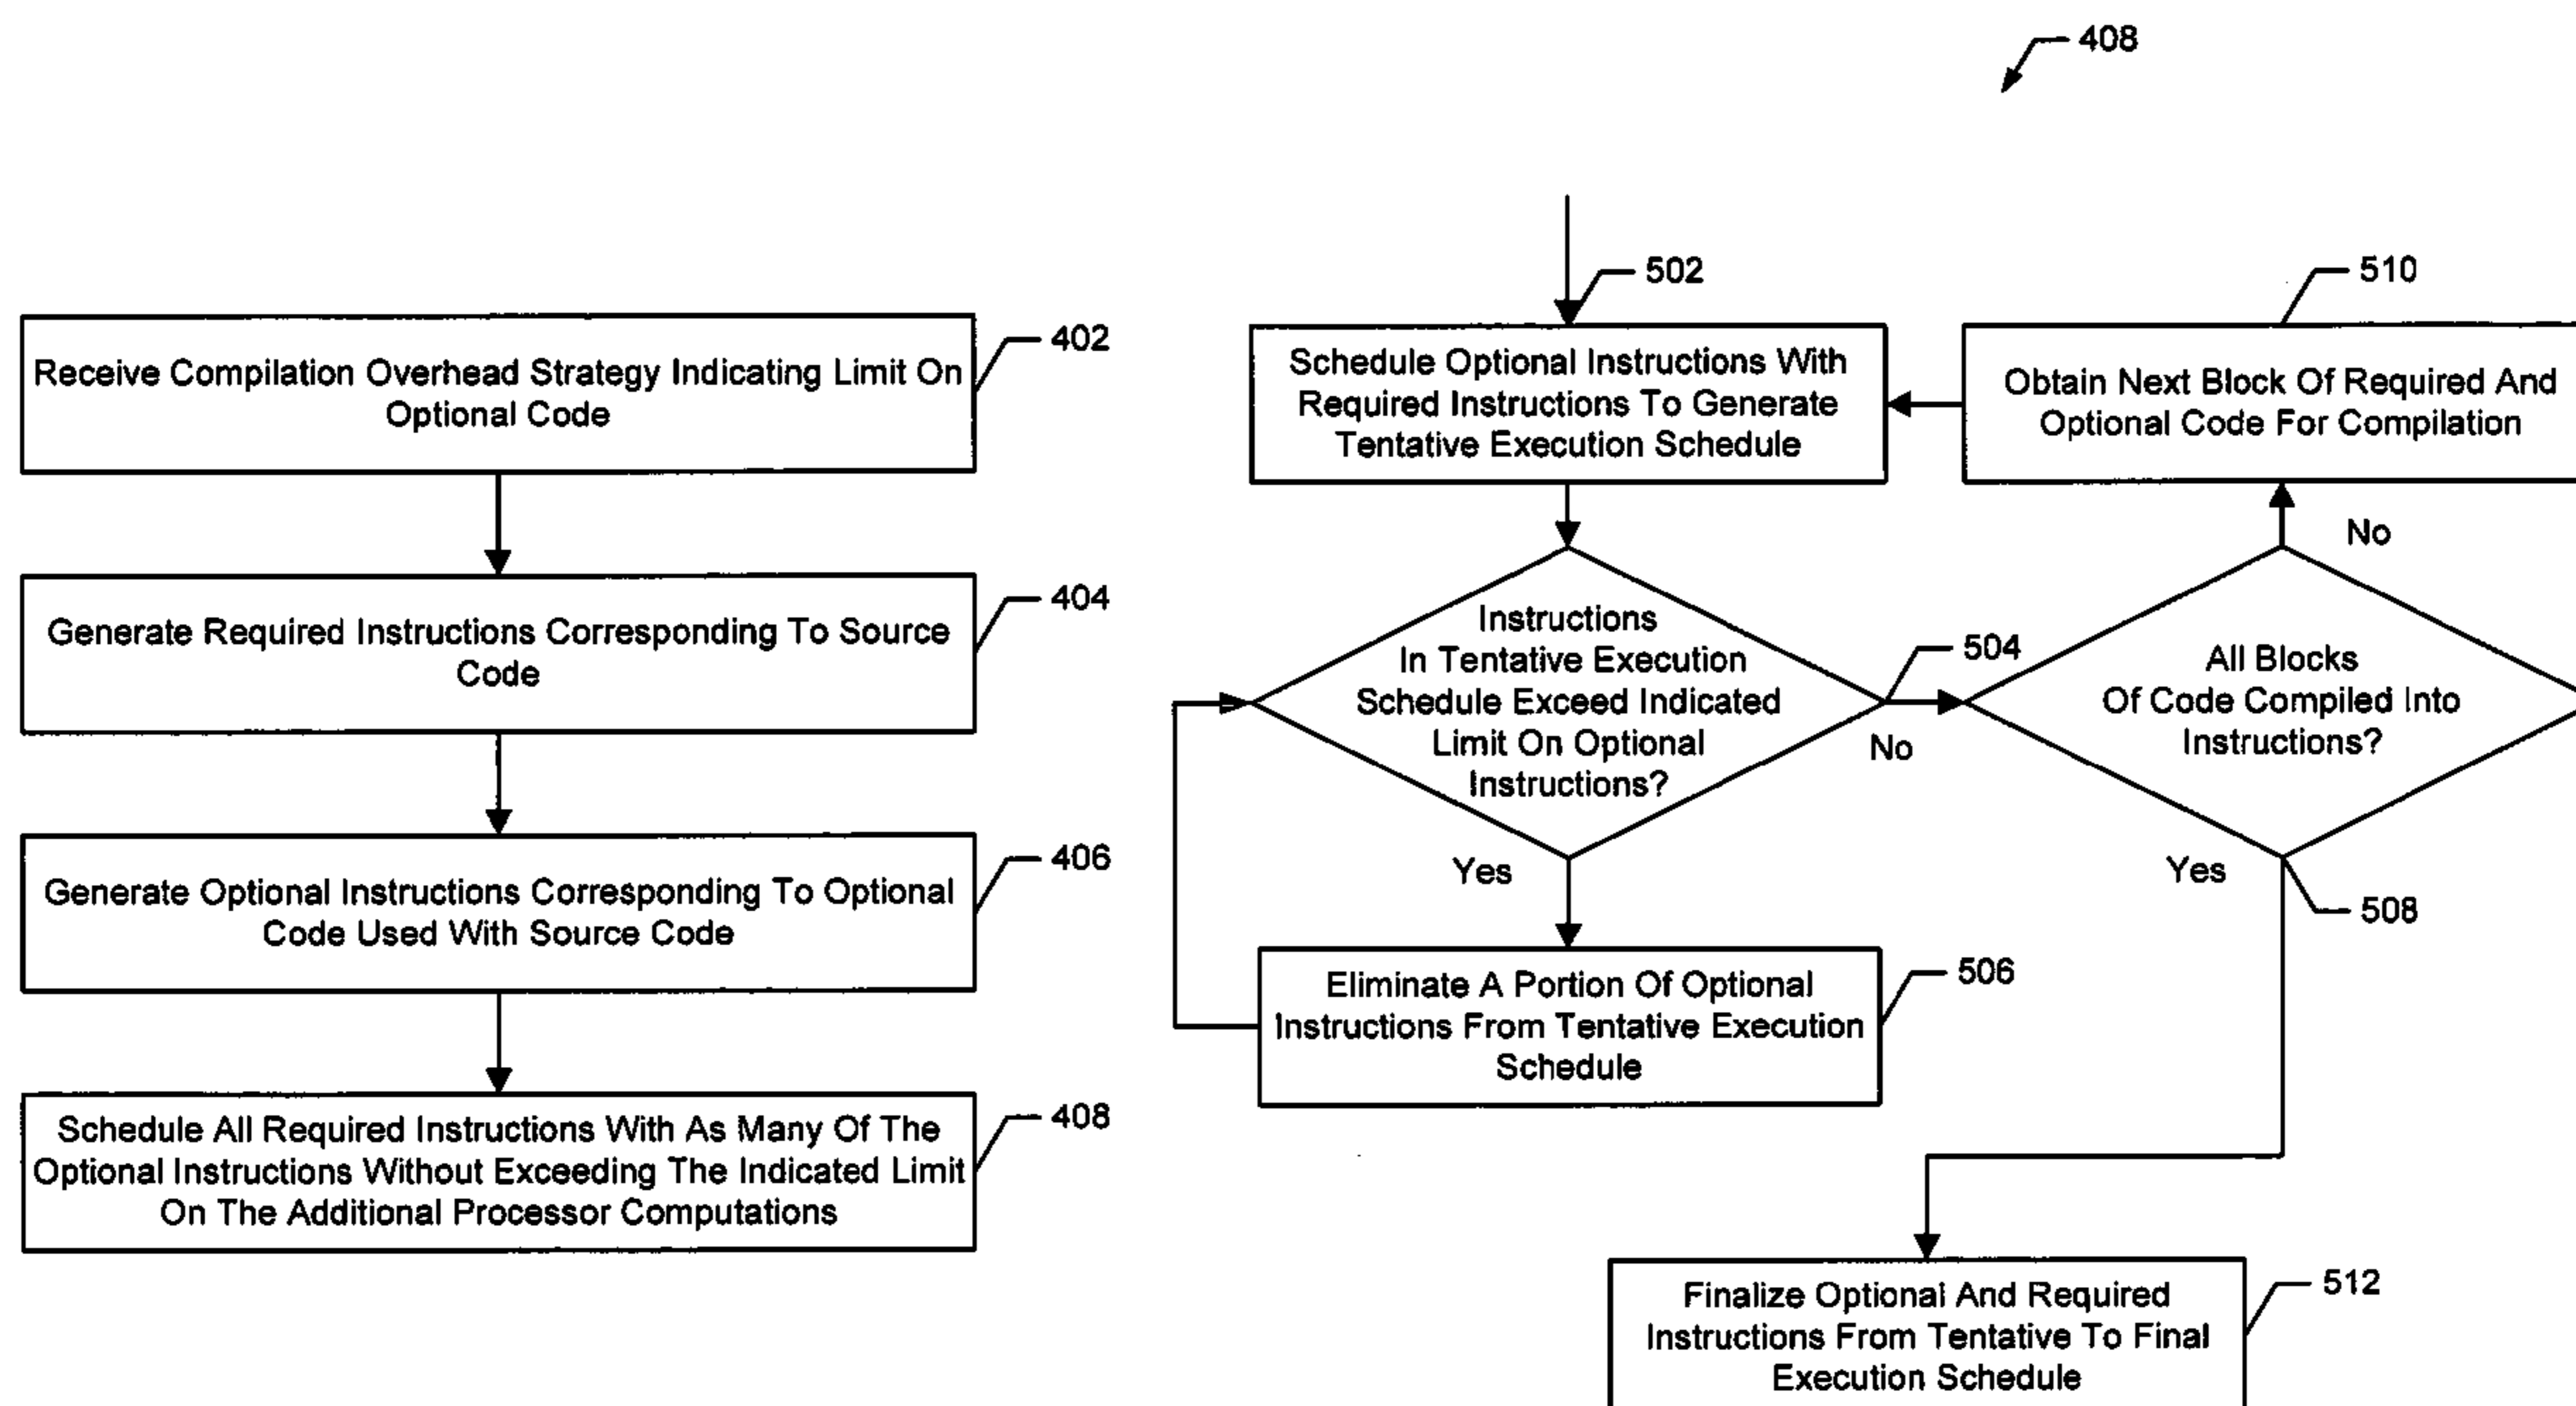 Receive Compilation Overhead Strategy Indicating Limit On
Optional Code
402
Generate Required Instructions Corresponding To Source
Code
404
Generate Optional Instructions Corresponding To Optional
Code Used With Source Code
406
Schedule All Required Instructions With As Many Of The
Optional Instructions Without Exceeding The Indicated Limit
On The Additional Processor Computations
408
408
502
Schedule Optional Instructions With
Required Instructions To Generate
Tentative Execution Schedule
510
Obtain Next Block Of Required And
Optional Code For Compilation
No
Instructions
In Tentative Execution
Schedule Exceed Indicated
Limit On Optional
Instructions?
504
No
All Blocks
Of Code Compiled Into
Instructions?
Yes
Yes
508
Eliminate A Portion Of Optional
Instructions From Tentative Execution
Schedule
506
Finalize Optional And Required
Instructions From Tentative To Final
Execution Schedule
512